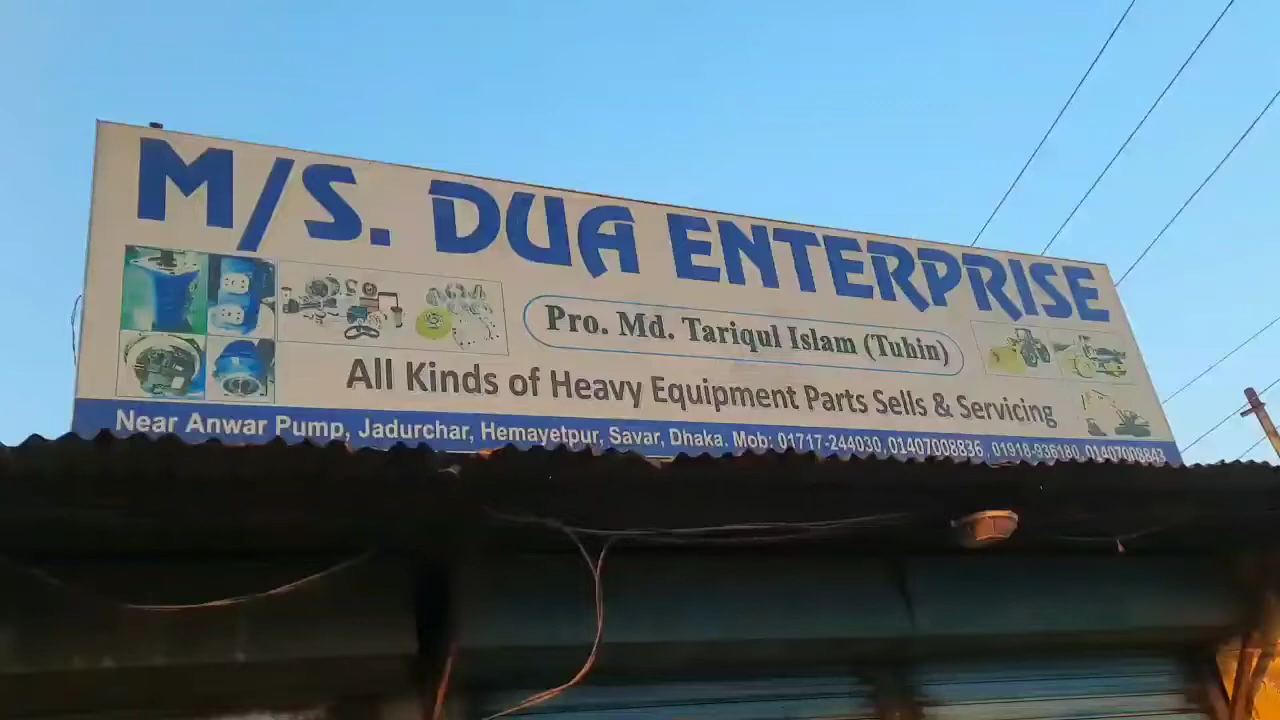 M/S. DUA ENTERPRISE
Pro. Md. Tariqul Islam (Tuhin)
All Kinds of Heavy Equipment Parts Sells & Servicing
Near Anwar Pump, Jadurchar, Hemayetpur, Savar, Dhaka. Mob: 01717-244030, 01407008836, 01918-936180, 01407008843